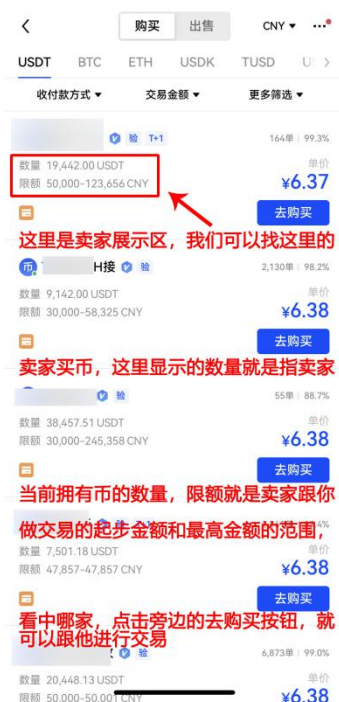 购买 出售 CNY
USDT BTC ETH USDK TUSD
收付款方式 交易金额 更多筛选
验 T+1 164单 99.3%
数量 19,442.00 USDT 单价
限额 50,000-123,656 CNY ¥6.37
去购买
这里是卖家展示区，我们可以找这里的
币 H接 验 2,130单 98.2%
数量 9,142.00 USDT 单价
限额 30,000-58,325 CNY ¥6.38
去购买
卖家买币，这里显示的数量就是指卖家
验 55单 88.7%
数量 38,457.51 USDT 单价
限额 30,000-245,358 CNY ¥6.38
去购买
当前拥有币的数量，限额就是卖家跟你
做交易的起步金额和最高金额的范围，
数量 7,501.18 USDT 单价
限额 47,857-47,857 CNY ¥6.38
去购买
看中哪家，点击旁边的去购买按钮，就
可以跟他进行交易
验 6,873单 99.0%
数量 20,448.13 USDT 单价
限额 50,000-50,001 CNY ¥6.38